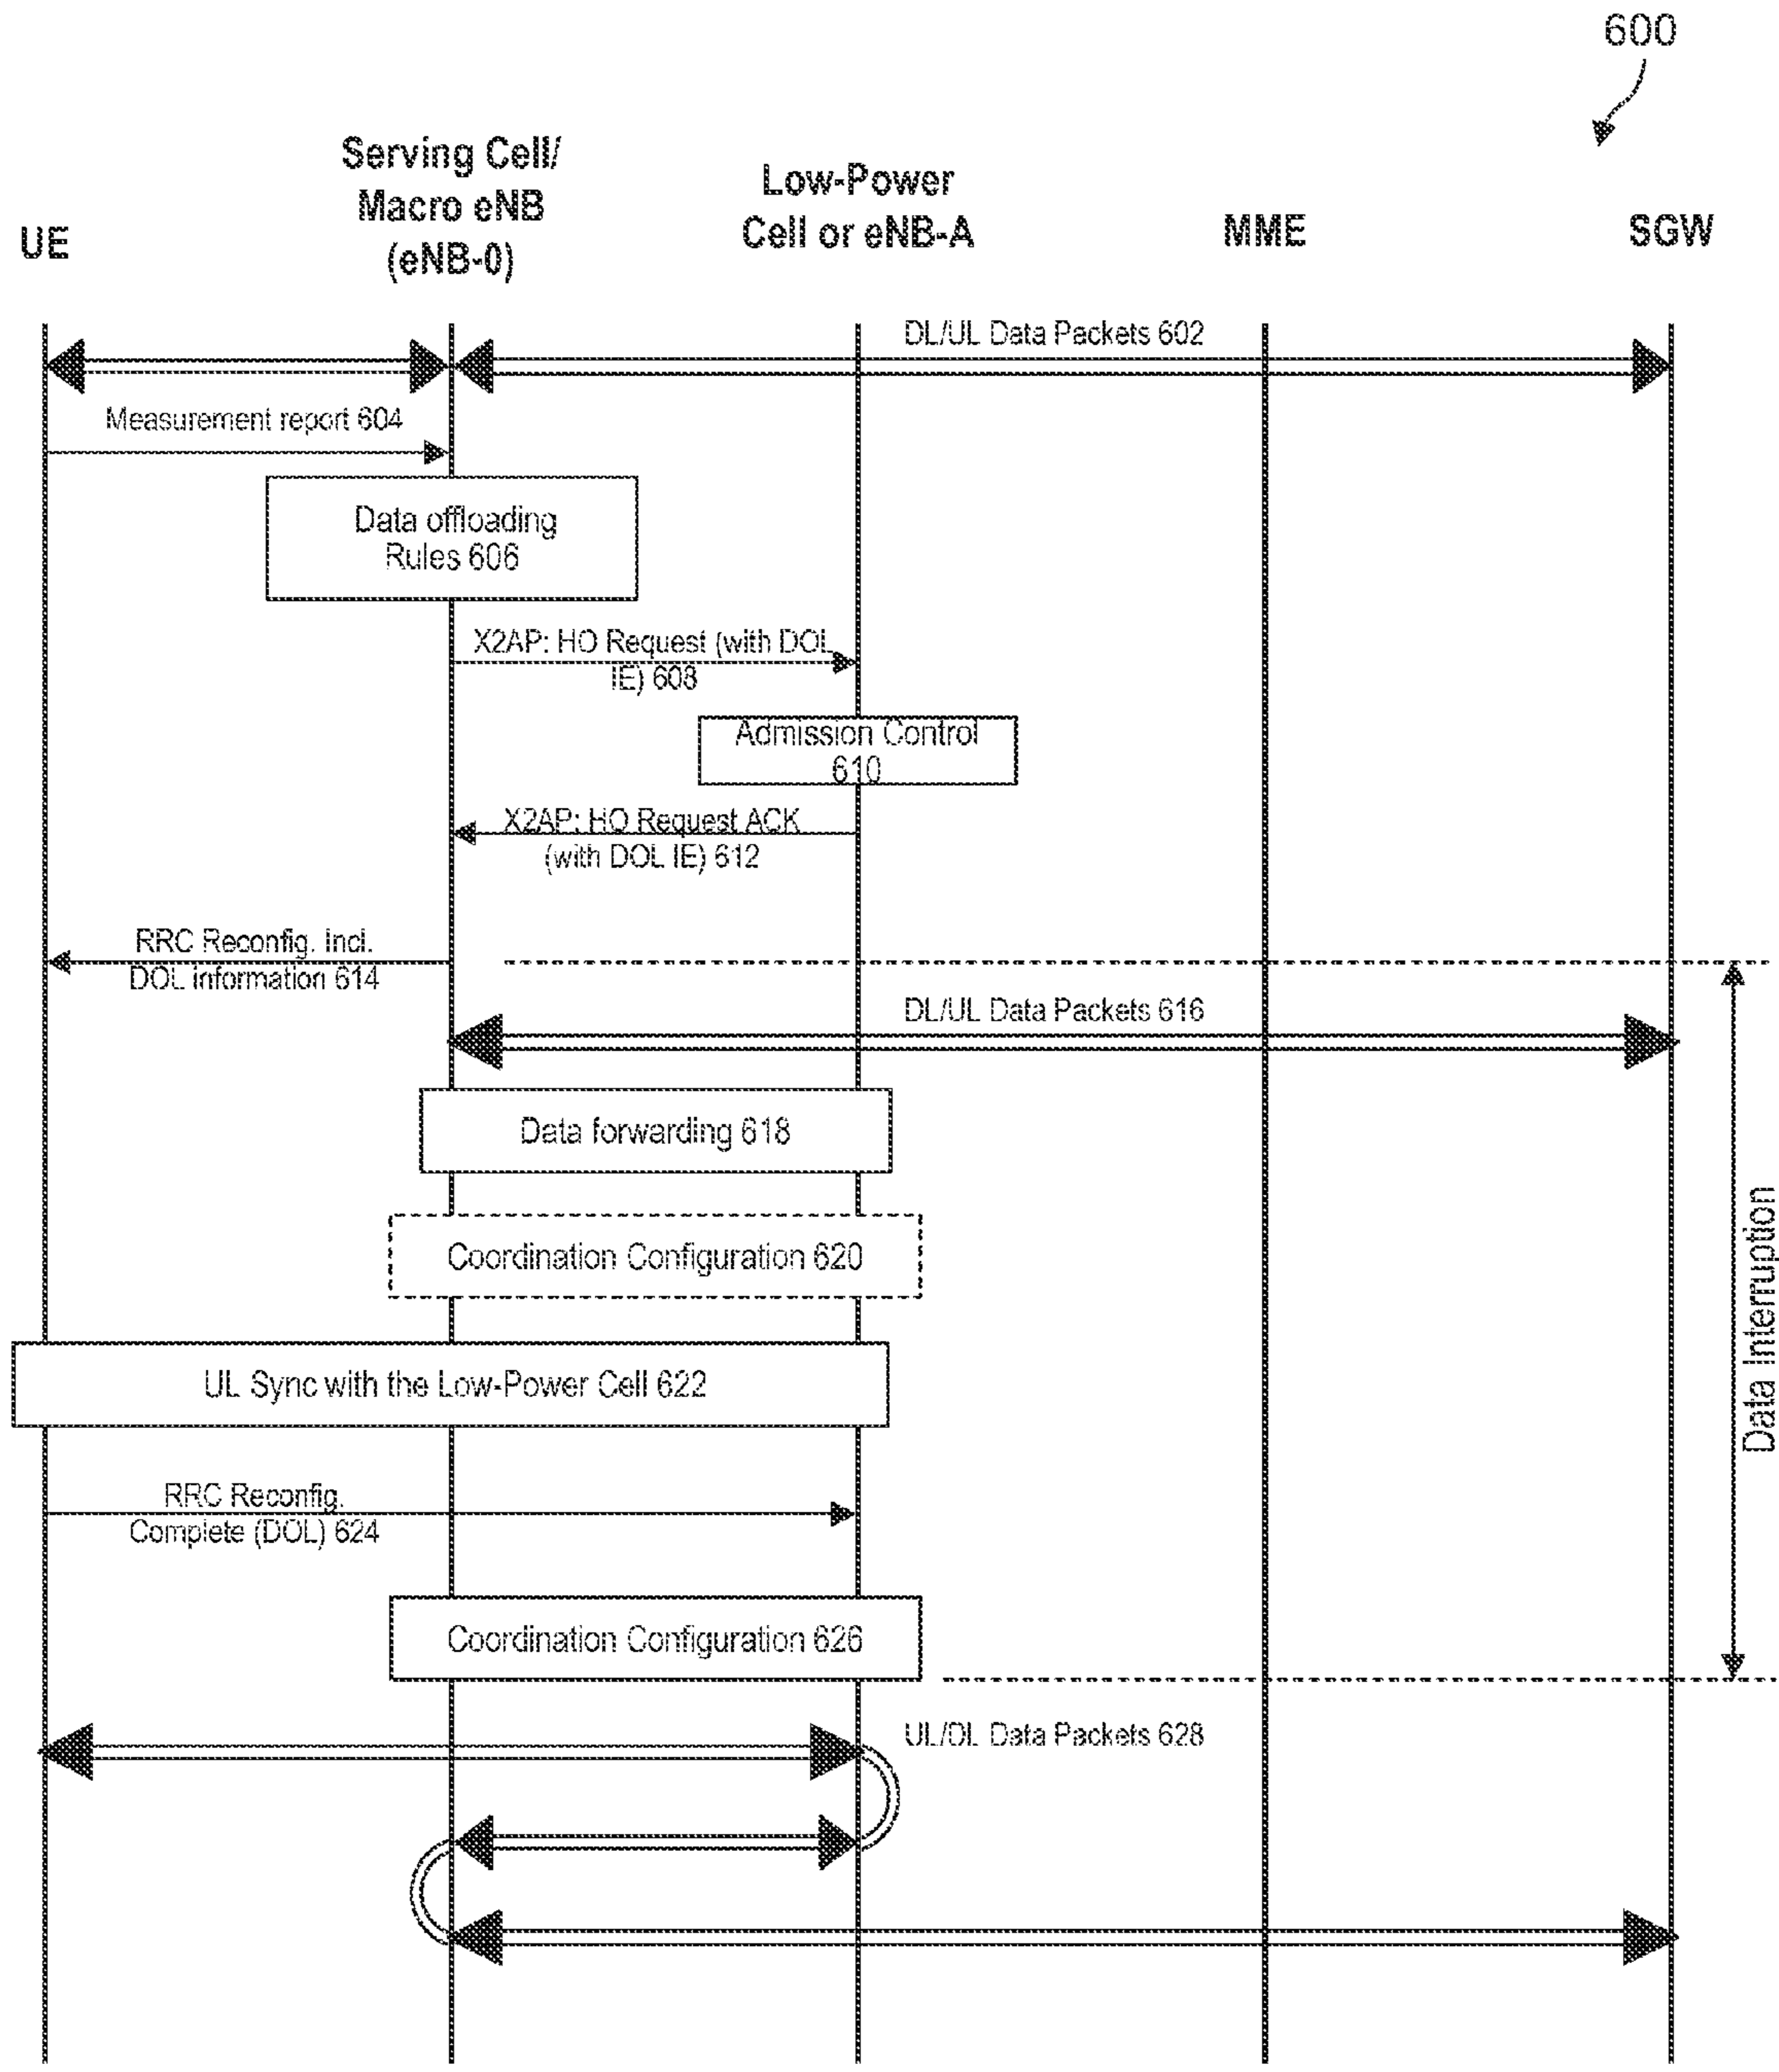 600
Serving Cell/
Macro eNB
(eNB-0)
Low-Power
Cell or eNB-A
UE
MME
SGW
DL/UL Data Packets 602
Measurement report 604
Data offloading
Rules 606
X2AP: HO Request (with DOL
IE) 608
Admission Control
610
X2AP: HO Request ACK
(with DOL IE) 612
RRC Reconfig. Incl.
DOL information 614
DL/UL Data Packets 616
Data forwarding 618
Coordination Configuration 620
UL Sync with the Low-Power Cell 622
RRC Reconfig.
Complete (DOL) 624
Coordination Configuration 626
Data Interruption
UL/DL Data Packets 628